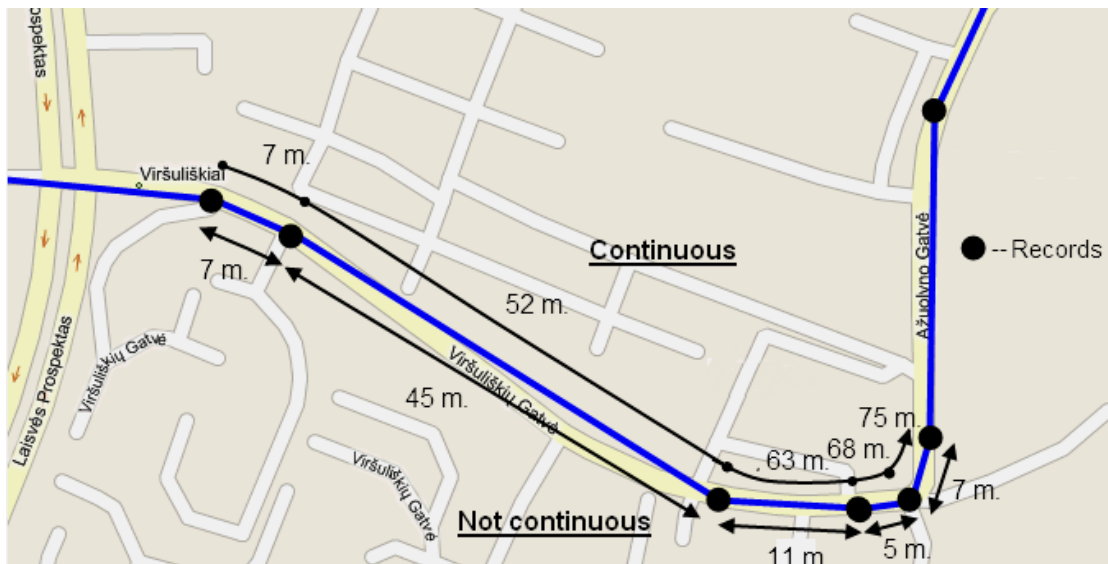 Prospektas
Viršuliškiai
7 m.
7 m.
Continuous
-- Records
52 m.
Ažuolyno Gatvė
Laisvės Prospektas
Viršuliškių Gatvė
45 m.
Viršuliškių Gatvė
75 m.
68 m.
63 m.
7 m.
Viršuliškių Gatvė
Not continuous
11 m.
5 m.